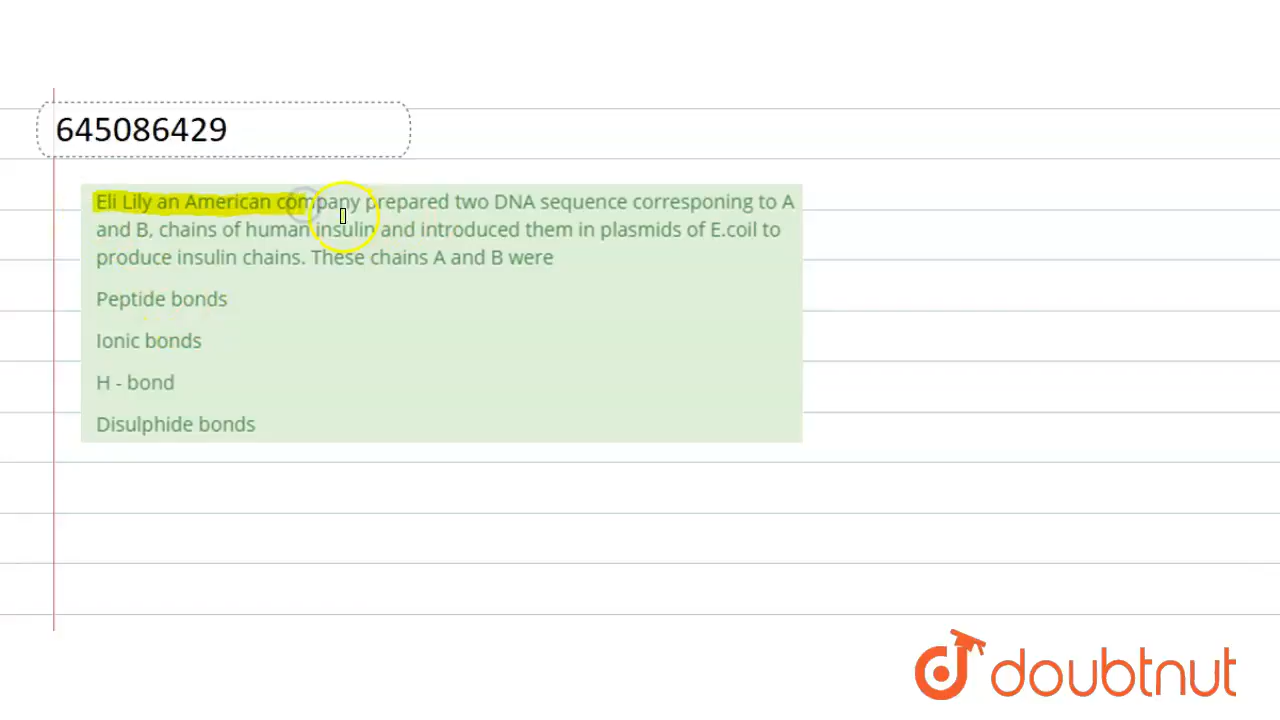 645086429
Eli Lily an American company prepared two DNA sequence corresponing to A
and B, chains of human insulin and introduced them in plasmids of E.coil to
produce insulin chains. These chains A and B were
Peptide bonds
Ionic bonds
H - bond
Disulphide bonds
doubtnut